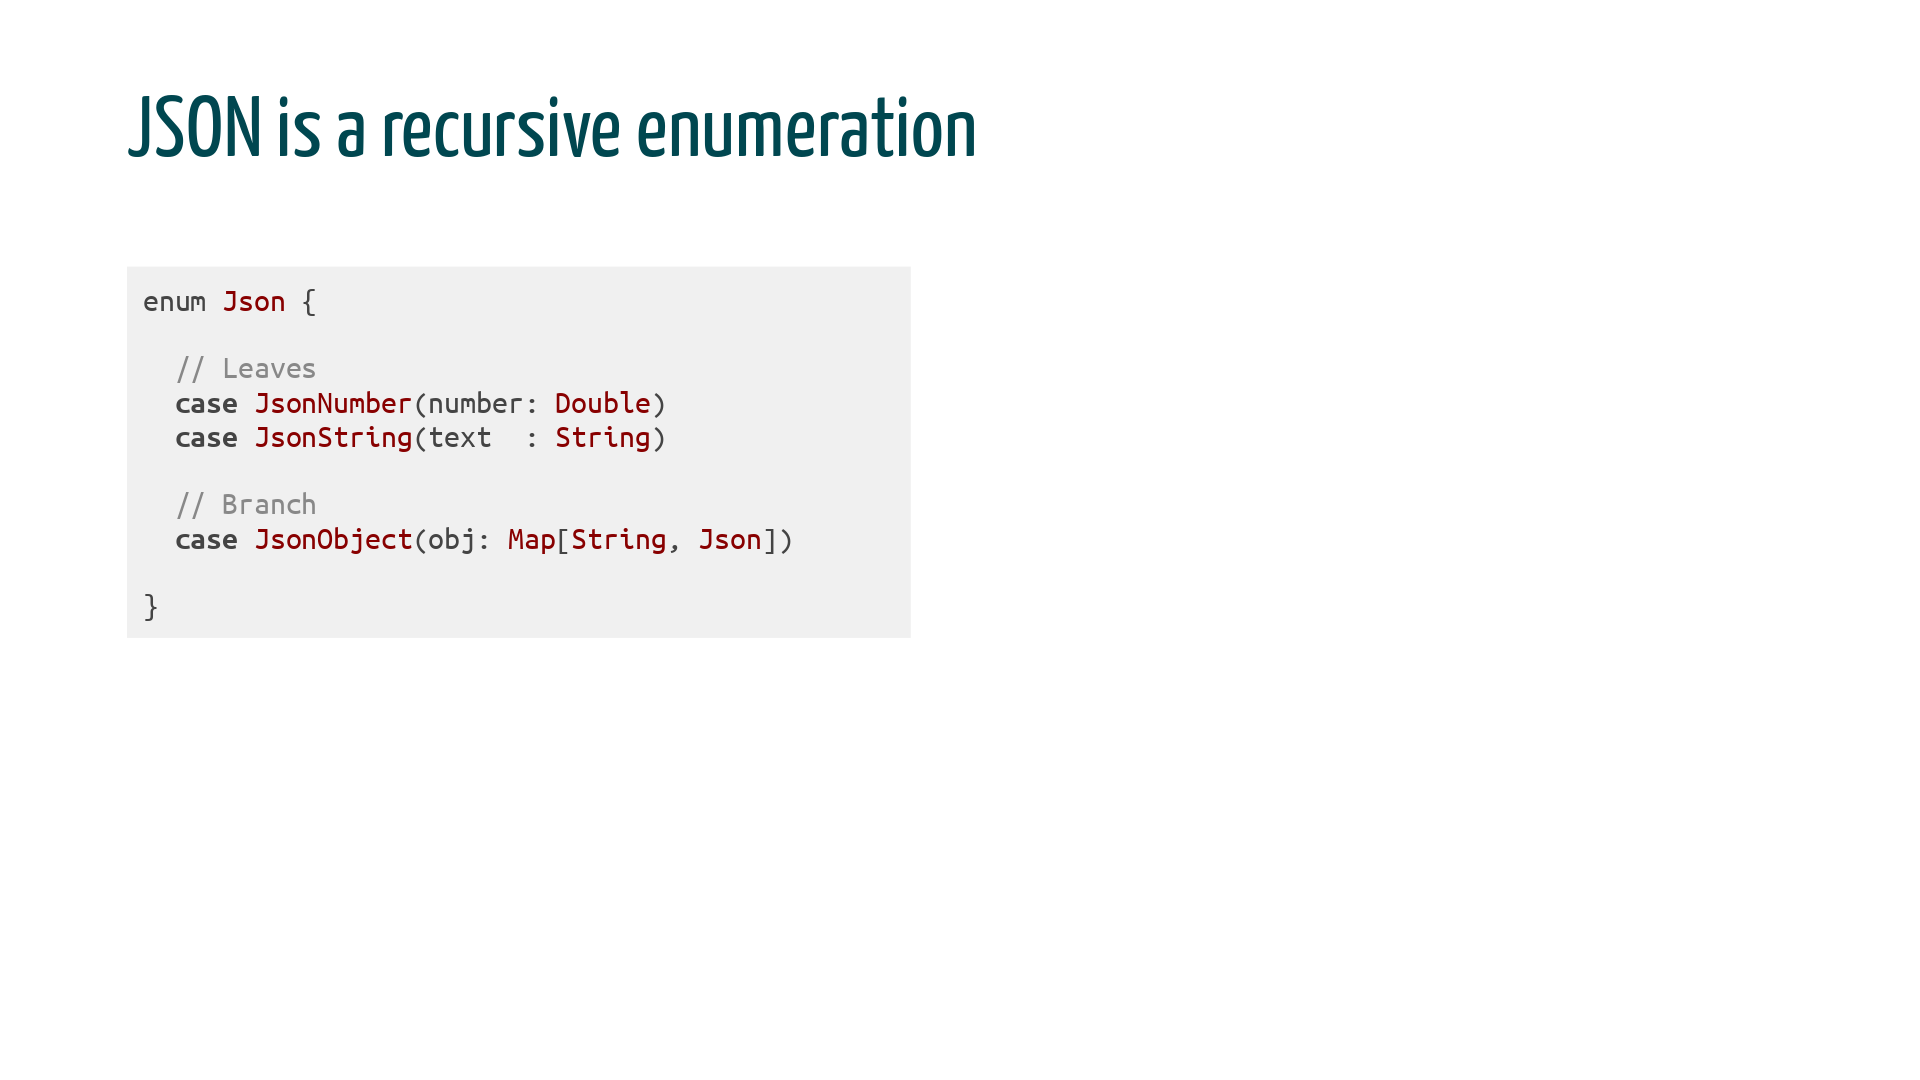 JSON is a recursive enumeration
enum Json {
  // Leaves
  case JsonNumber(number: Double)
  case JsonString(text  : String)
  // Branch
  case JsonObject(obj: Map[String, Json])
}